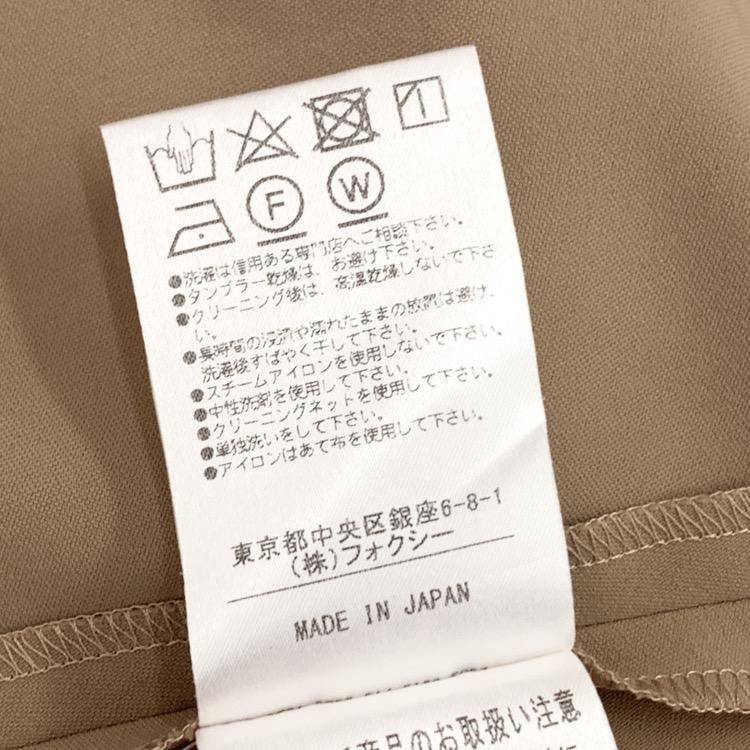 F W
●洗濯は信用ある専門店へご相談下さい。
●タンブラー乾燥は、お避け下さい。
●クリーニング後は、高温乾燥しないで下さ
い。
●長時間の浸漬や濡れたままの放置は避け、
洗濯後すばやく干して下さい。
●スチームアイロンを使用しないで下さい。
●中性洗剤を使用して下さい。
●クリーニングネットを使用して下さい。
●単独洗いをして下さい。
●アイロンはあて布を使用して下さい。
東京都中央区銀座6-8-1
(株)フォクシー
MADE IN JAPAN
商品のお取扱い注意